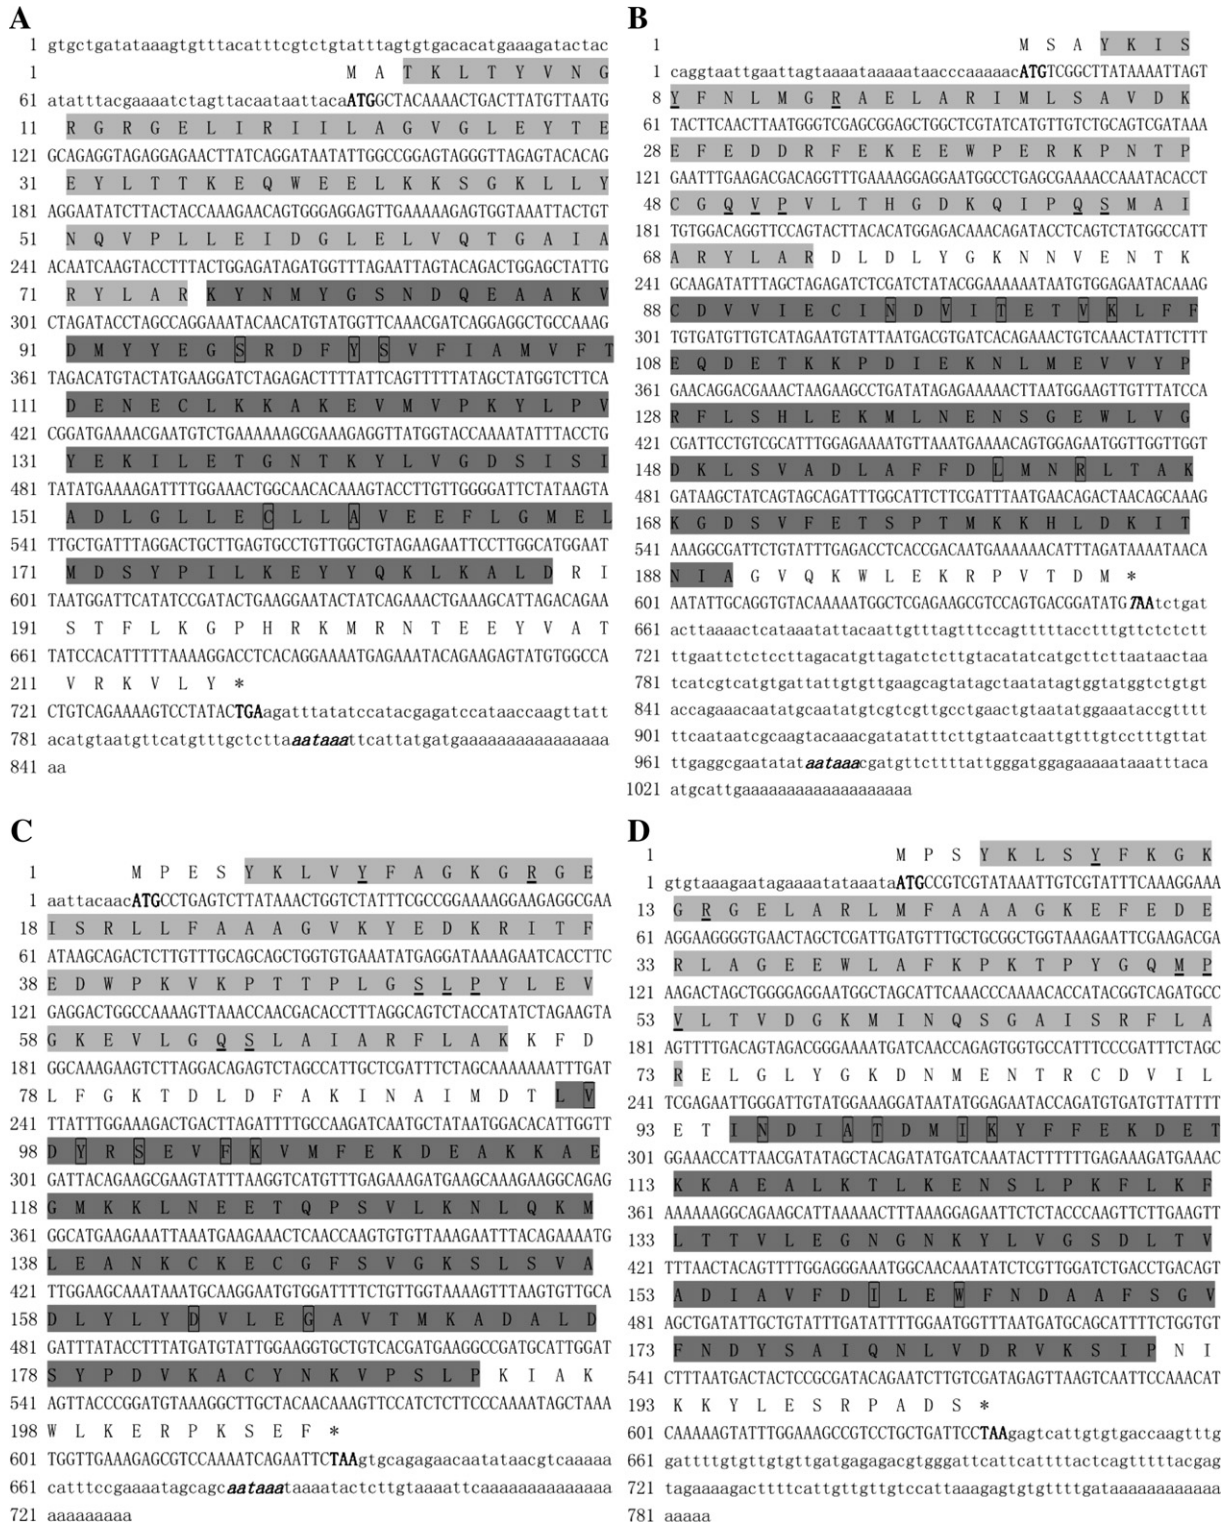 A
1 gtgctgatataaagtgtttacatttcgtctgtatttagtgtgacacatgaaagatactac
1 M A T K L T Y V N G
61 atatttacgaaaatctagttacaataattacaATGGCTACAAAACTGACTTATGTTAATG
11 R G R G E L I R I I L A G V G L E Y T E
121 GCAGAGGTAGAGGAGAACTTATCAGGATAATATTGGCCGGAGTAGGGTTAGAGTACACAG
31 E Y L T T K E Q W E E L K K S G K L L Y
181 AGGAATATCTTACTACCAAAGAACAGTGGGAGGAGTTGAAAAAGAGTGGTAAATTACTGT
51 N Q V P L L E I D G L E L V Q T G A I A
241 ACAATCAAGTACCTTTACTGGAGATAGATGGTTTAGAATTAGTACAGACTGGAGCTATTG
71 R Y L A R K Y N M Y G S N D Q E A A K V
301 CTAGATACCTAGCCAGGAAATACAACATGTATGGTTCAAACGATCAGGAGGCTGCCAAAG
91 D M Y Y E G S R D F Y S V F I A M V F T
361 TAGACATGTACTATGAAGGATCTAGAGACTTTTATTCAGTTTTTATAGCTATGGTCTTCA
111 D E N E C L K K A K E V M V P K Y L P V
421 CGGATGAAAACGAATGTCTGAAAAAAGCGAAAGAGGTTATGGTACCAAAATATTTACCTG
131 Y E K I L E T G N T K Y L V G D S I S I
481 TATATGAAAAGATTTTGGAAACTGGCAACACAAAGTACCTTGTTGGGGATTCTATAAGTA
151 A D L G L L E C L L A V E E F L G M E L
541 TTGCTGATTTAGGACTGCTTGAGTGCCTGTTGGCTGTAGAAGAATTCCTTGGCATGGAAT
171 M D S Y P I L K E Y Y Q K L K A L D R I
601 TAATGGATTCATATCCGATACTGAAGGAATACTATCAGAAACTGAAAGCATTAGACAGAA
191 S T F L K G P H R K M R N T E E Y V A T
661 TATCCACATTTTTAAAAGGACCTCACAGGAAAATGAGAAATACAGAAGAGTATGTGGCCA
211 V R K V L Y *
721 CTGTCAGAAAAGTCCTATACTGAagatttatatccatacgagatccataaccaagttatt
781 acatgtaatgttcatgtttgctcttaaataaattcattatgatgaaaaaaaaaaaaaaaa
841 aa
B
1 M S A Y K I S
1 caggtaattgaattagtaaaataaaaataacccaaaaacATGTCGGCTTATAAAATTAGT
8 Y F N L M G R A E L A R I M L S A V D K
61 TACTTCAACTTAATGGGTCGAGCGGAGCTGGCTCGTATCATGTTGTCTGCAGTCGATAAA
28 E F E D D R F E K E E W P E R K P N T P
121 GAATTTGAAGACGACAGGTTTGAAAAGGAGGAATGGCCTGAGCGAAAACCAAATACACCT
48 C G Q V P V L T H G D K Q I P Q S M A I
181 TGTGGACAGGTTCCAGTACTTACACATGGAGACAAACAGATACCTCAGTCTATGGCCATT
68 A R Y L A R D L D L Y G K N N V E N T K
241 GCAAGATATTTAGCTAGAGATCTCGATCTATACGGAAAAAATAATGTGGAGAATACAAAG
88 C D V V I E C I N D V I T E T V K L F F
301 TGTGATGTTGTCATAGAATGTATTAATGACGTGATCACAGAAACTGTCAAACTATTCTTT
108 E Q D E T K K P D I E K N L M E V V Y P
361 GAACAGGACGAAACTAAGAAGCCTGATATAGAGAAAAACTTAATGGAAGTTGTTTATCCA
128 R F L S H L E K M L N E N S G E W L V G
421 CGATTCCTGTCGCATTTGGAGAAAATGTTAAATGAAAACAGTGGAGAATGGTTGGTTGGT
148 D K L S V A D L A F F D L M N R L T A K
481 GATAAGCTATCAGTAGCAGATTTGGCATTCTTCGATTTAATGAACAGACTAACAGCAAAG
168 K G D S V F E T S P T M K K H L D K I T
541 AAAGGCGATTCTGTATTTGAGACCTCACCGACAATGAAAAAACATTTAGATAAAATAACA
188 N I A G V Q K W L E K R P V T D M *
601 AATATTGCAGGTGTACAAAAATGGCTCGAGAAGCGTCCAGTGACGGATATGTAAtctgat
661 acttaaaactcataaatattacaattgtttagtttccagtttttacctttgttctctctt
721 ttgaattctctccttagacatgttagatctcttgtacatatcatgcttcttaataactaa
781 tcatcgtcatgtgattattgtgttgaagcagtatagctaatatagtggtatggtctgtgt
841 accagaaacaatatgcaatatgtcgtcgttgcctgaactgtaatatggaaataccgtttt
901 ttcaataatcgcaagtacaaacgatatatttcttgtaatcaattgtttgtcctttgttat
961 ttgaggcgaatatataataaacgatgttcttttattgggatggagaaaaataaatttaca
1021 atgcattgaaaaaaaaaaaaaaaaaaa
C
1 M P E S Y K L V Y F A G K G R G E
1 aattacaacATGCCTGAGTCTTATAAACTGGTCTATTTCGCCGGAAAAGGAAGAGGCGAA
18 I S R L L F A A A G V K Y E D K R I T F
61 ATAAGCAGACTCTTGTTTGCAGCAGCTGGTGTGAAATATGAGGATAAAAGAATCACCTTC
38 E D W P K V K P T T P L G S L P Y L E V
121 GAGGACTGGCCAAAAGTTAAACCAACGACACCTTTAGGCAGTCTACCATATCTAGAAGTA
58 G K E V L G Q S L A I A R F L A K K F D
181 GGCAAAGAAGTCTTAGGACAGAGTCTAGCCATTGCTCGATTTCTAGCAAAAAAATTTGAT
78 L F G K T D L D F A K I N A I M D T L V
241 TTATTTGGAAAGACTGACTTAGATTTTGCCAAGATCAATGCTATAATGGACACATTGGTT
98 D Y R S E V F K V M F E K D E A K K A E
301 GATTACAGAAGCGAAGTATTTAAGGTCATGTTTGAGAAAGATGAAGCAAAGAAGGCAGAG
118 G M K K L N E E T Q P S V L K N L Q K M
361 GGCATGAAGAAATTAAATGAAGAAACTCAACCAAGTGTGTTAAAGAATTTACAGAAAATG
138 L E A N K C K E C G F S V G K S L S V A
421 TTGGAAGCAAATAAATGCAAGGAATGTGGATTTTCTGTTGGTAAAAGTTTAAGTGTTGCA
158 D L Y L Y D V L E G A V T M K A D A L D
481 GATTTATACCTTTATGATGTATTGGAAGGTGCTGTCACGATGAAGGCCGATGCATTGGAT
178 S Y P D V K A C Y N K V P S L P K I A K
541 AGTTACCCGGATGTAAAGGCTTGCTACAACAAAGTTCCATCTCTTCCCAAAATAGCTAAA
198 W L K E R P K S E F *
601 TGGTTGAAAGAGCGTCCAAAATCAGAATTCTAAgtgcagagaacaatataacgtcaaaaa
661 catttccgaaaatagcagcaataaataaaatactcttgtaaaattcaaaaaaaaaaaaaa
721 aaaaaaaaa
D
1 M P S Y K L S Y F K G K
1 gtgtaaagaatagaaaatataaataATGCCGTCGTATAAATTGTCGTATTTCAAAGGAAA
13 G R G E L A R L M F A A A G K E F E D E
61 AGGAAGGGGTGAACTAGCTCGATTGATGTTTGCTGCGGCTGGTAAAGAATTCGAAGACGA
33 R L A G E E W L A F K P K T P Y G Q M P
121 AAGACTAGCTGGGGAGGAATGGCTAGCATTCAAACCCAAAACACCATACGGTCAGATGCC
53 V L T V D G K M I N Q S G A I S R F L A
181 AGTTTTGACAGTAGACGGGAAAATGATCAACCAGAGTGGTGCCATTTCCCGATTTCTAGC
73 R E L G L Y G K D N M E N T R C D V I L
241 TCGAGAATTGGGATTGTATGGAAAGGATAATATGGAGAATACCAGATGTGATGTTATTTT
93 E T I N D I A T D M I K Y F F E K D E T
301 GGAAACCATTAACGATATAGCTACAGATATGATCAAATACTTTTTTGAGAAAGATGAAAC
113 K K A E A L K T L K E N S L P K F L K F
361 AAAAAAGGCAGAAGCATTAAAAACTTTAAAGGAGAATTCTCTACCCAAGTTCTTGAAGTT
133 L T T V L E G N G N K Y L V G S D L T V
421 TTTAACTACAGTTTTGGAGGGAAATGGCAACAAATATCTCGTTGGATCTGACCTGACAGT
153 A D I A V F D I L E W F N D A A F S G V
481 AGCTGATATTGCTGTATTTGATATTTTGGAATGGTTTAATGATGCAGCATTTTCTGGTGT
173 F N D Y S A I Q N L V D R V K S I P N I
541 CTTTAATGACTACTCCGCGATACAGAATCTTGTCGATAGAGTTAAGTCAATTCCAAACAT
193 K K Y L E S R P A D S *
601 CAAAAAGTATTTGGAAAGCCGTCCTGCTGATTCCTAAgagtcattgtgtgaccaagtttg
661 gattttgtgttgtgttgatgagagacgtgggattcattcattttactcagtttttacgag
721 tagaaaagacttttcattgttgttgtccattaaagagtgtgttttgataaaaaaaaaaaa
781 aaaaa